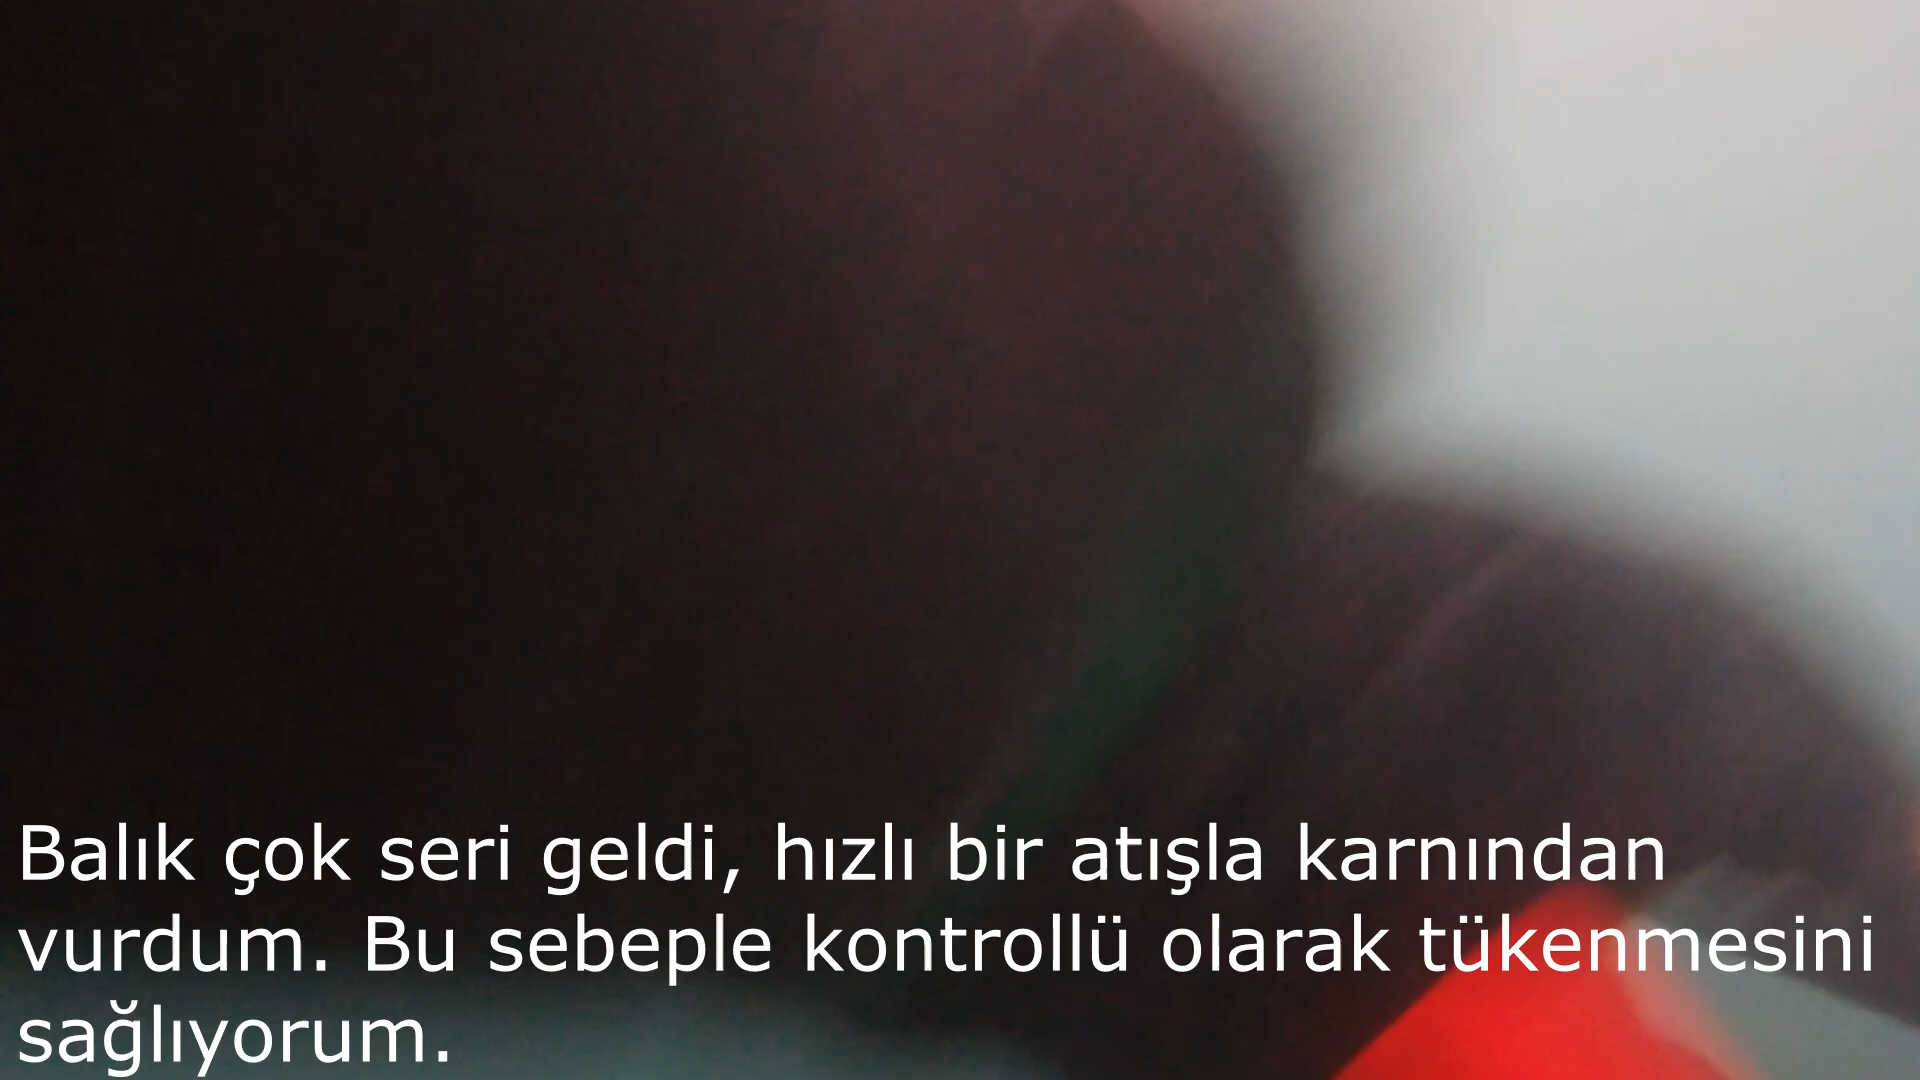 Balık çok seri geldi, hızlı bir atışla karnından
vurdum. Bu sebeple kontrollü olarak tükenmesini
sağlıyorum.